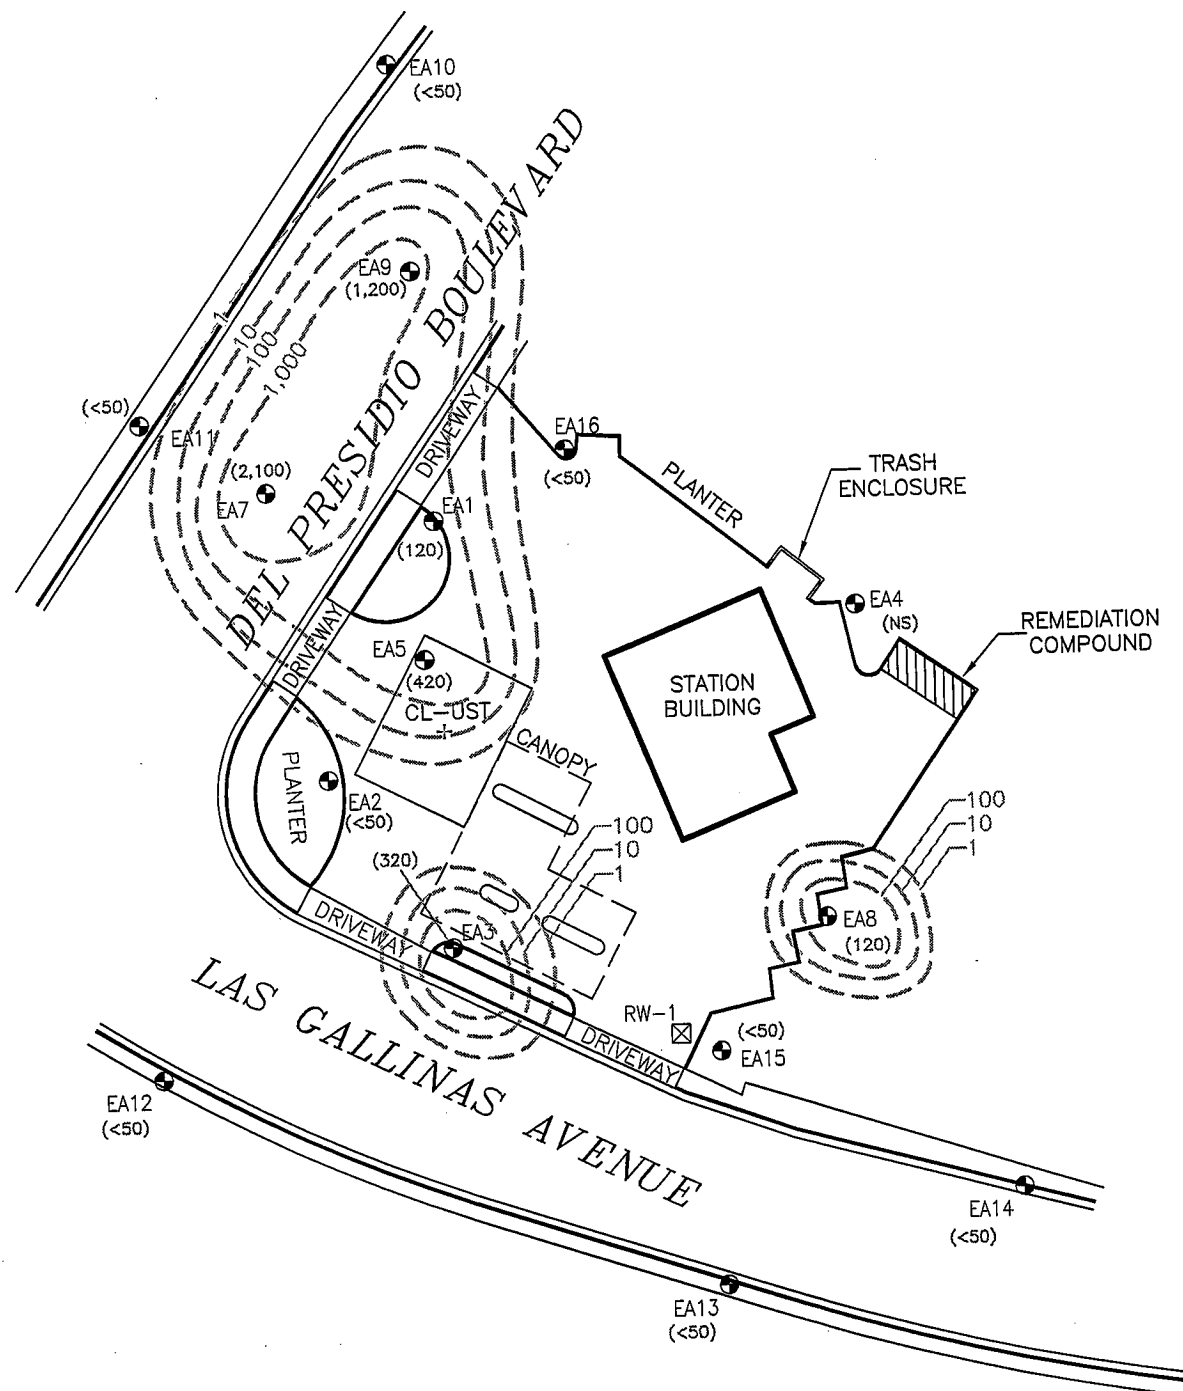 EA10
(<50)
DEL PRESIDIO BOULEVARD
EA9
(1,200)
1
10
100
1,000
(<50)
EA11
(2,100)
EA7
DRIVEWAY
EA16
(<50)
PLANTER
TRASH
ENCLOSURE
EA1
(120)
EA4
(NS)
REMEDIATION
COMPOUND
DRIVEWAY
EA5
(420)
CL-UST
STATION
BUILDING
CANOPY
PLANTER
EA2
(<50)
100
10
1
100
10
1
(320)
DRIVEWAY
EA3
EA8
(120)
LAS GALLINAS AVENUE
RW-1
(<50)
EA15
DRIVEWAY
EA12
(<50)
EA14
(<50)
EA13
(<50)